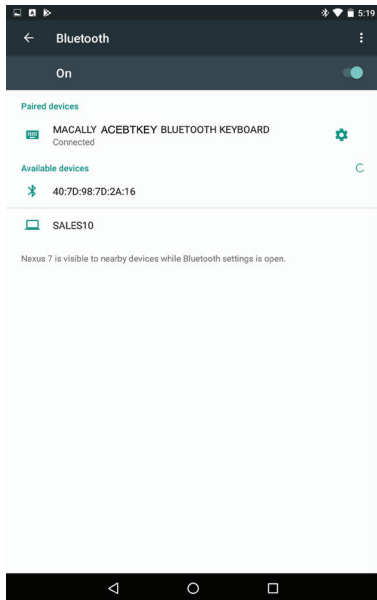 5:19
Bluetooth
On
Paired devices
MACALLY ACEBTKEY BLUETOOTH KEYBOARD
Connected
Available devices
40:7D:98:7D:2A:16
SALES10
Nexus 7 is visible to nearby devices while Bluetooth settings is open.